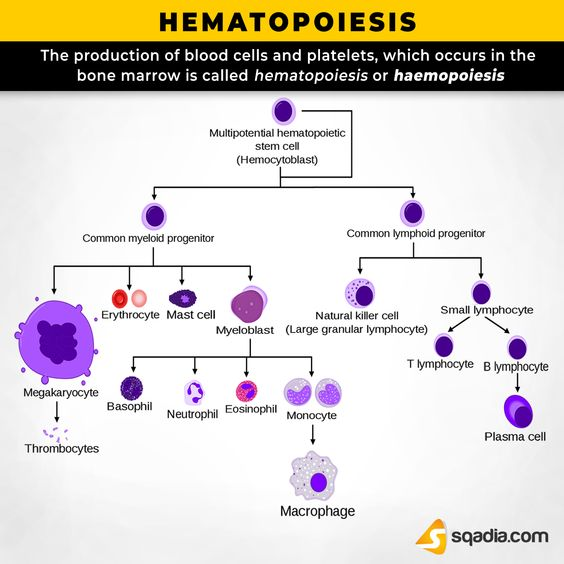 HEMATOPOIESIS
The production of blood cells and platelets, which occurs in the
bone marrow is called hematopoiesis or haemopoiesis
Multipotential hematopoietic
stem cell
(Hemocytoblast)
Common myeloid progenitor
Common lymphoid progenitor
Erythrocyte
Mast cell
Myeloblast
Natural killer cell
(Large granular lymphocyte)
Small lymphocyte
T lymphocyte
B lymphocyte
Megakaryocyte
Basophil
Neutrophil
Eosinophil
Monocyte
Plasma cell
Thrombocytes
Macrophage
sqadia.com